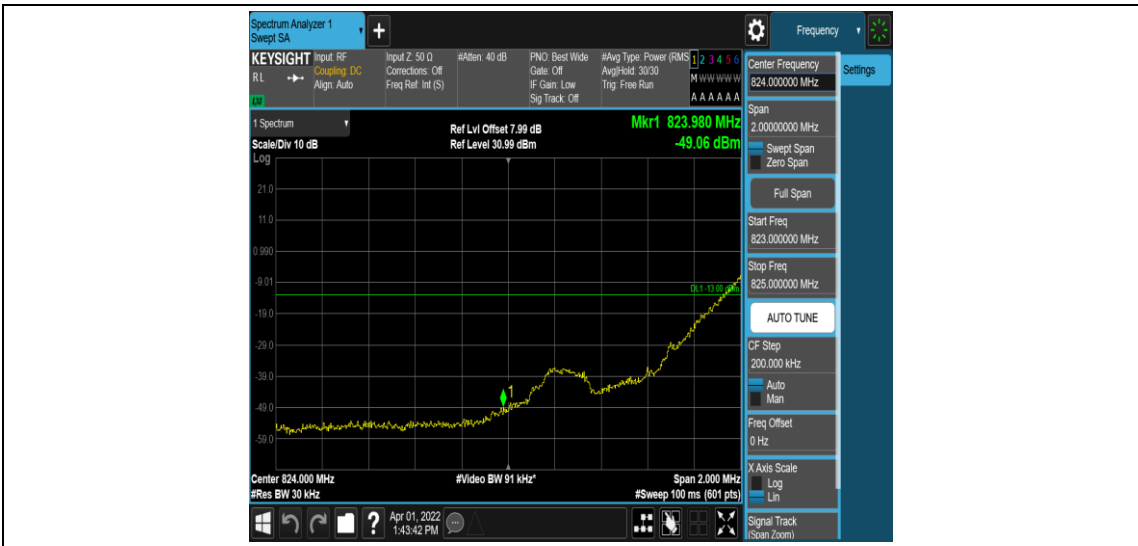 Spectrum Analyzer 1
Swept SA
+
Frequency
KEYSIGHT
RL
LXI
Input: RF
Coupling: DC
Align: Auto
Input Z: 50 Ω
Corrections: Off
Freq Ref: Int (S)
#Atten: 40 dB
PNO: Best Wide
Gate: Off
IF Gain: Low
Sig Track: Off
#Avg Type: Power (RMS
Avg|Hold: 30/30
Trig: Free Run
1 2 3 4 5 6
M W W W W W
A A A A A A
1 Spectrum
Scale/Div 10 dB
Log
Ref Lvl Offset 7.99 dB
Ref Level 30.99 dBm
Mkr1 823.980 MHz
-49.06 dBm
21.0
11.0
0.990
-9.01
DL1 -13.00 dBm
-19.0
-29.0
-39.0
1
-49.0
-59.0
Center 824.000 MHz
#Video BW 91 kHz*
Span 2.000 MHz
#Res BW 30 kHz
#Sweep 100 ms (601 pts)
?
Apr 01, 2022
1:43:42 PM
Center Frequency
824.000000 MHz
Settings
Span
2.00000000 MHz
Swept Span
Zero Span
Full Span
Start Freq
823.000000 MHz
Stop Freq
825.000000 MHz
AUTO TUNE
CF Step
200.000 kHz
Auto
Man
Freq Offset
0 Hz
X Axis Scale
Log
Lin
Signal Track
(Span Zoom)